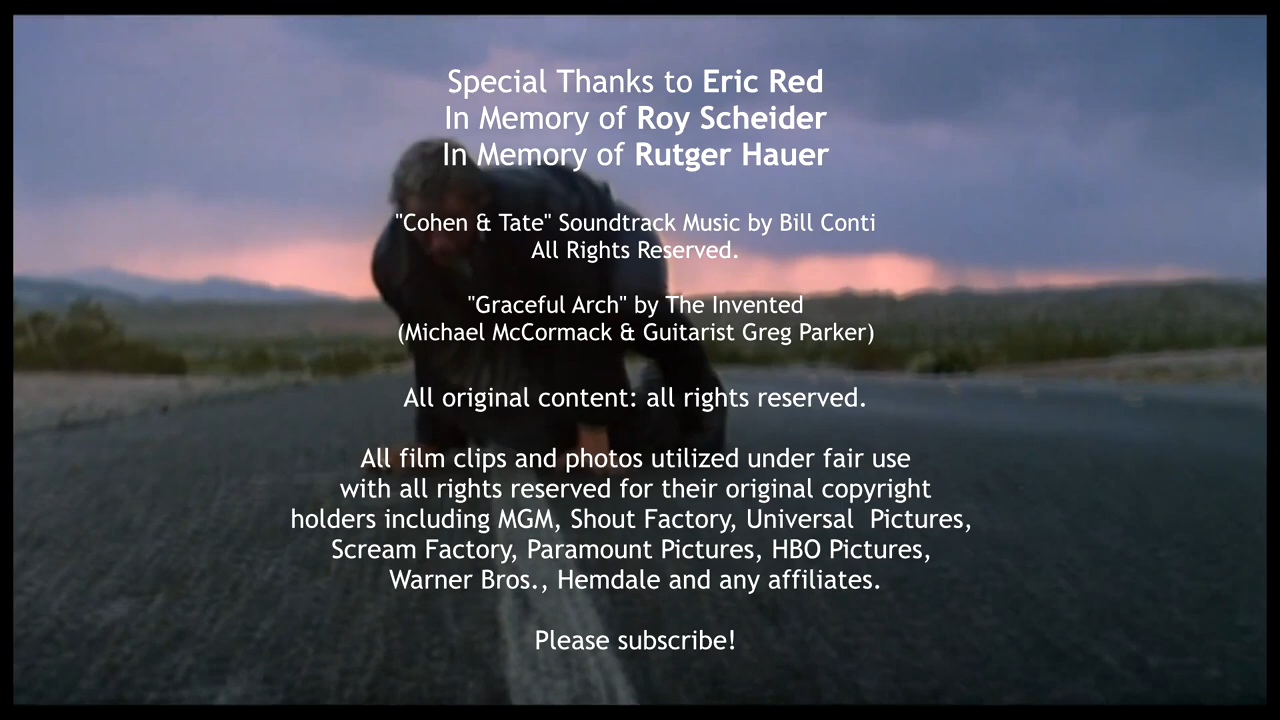 Special Thanks to Eric Red
In Memory of Roy Scheider
In Memory of Rutger Hauer
"Cohen & Tate" Soundtrack Music by Bill Conti
All Rights Reserved.
"Graceful Arch" by The Invented
(Michael McCormack & Guitarist Greg Parker)
All original content: all rights reserved.
All film clips and photos utilized under fair use
with all rights reserved for their original copyright
holders including MGM, Shout Factory, Universal  Pictures,
Scream Factory, Paramount Pictures, HBO Pictures,
Warner Bros., Hemdale and any affiliates.
Please subscribe!